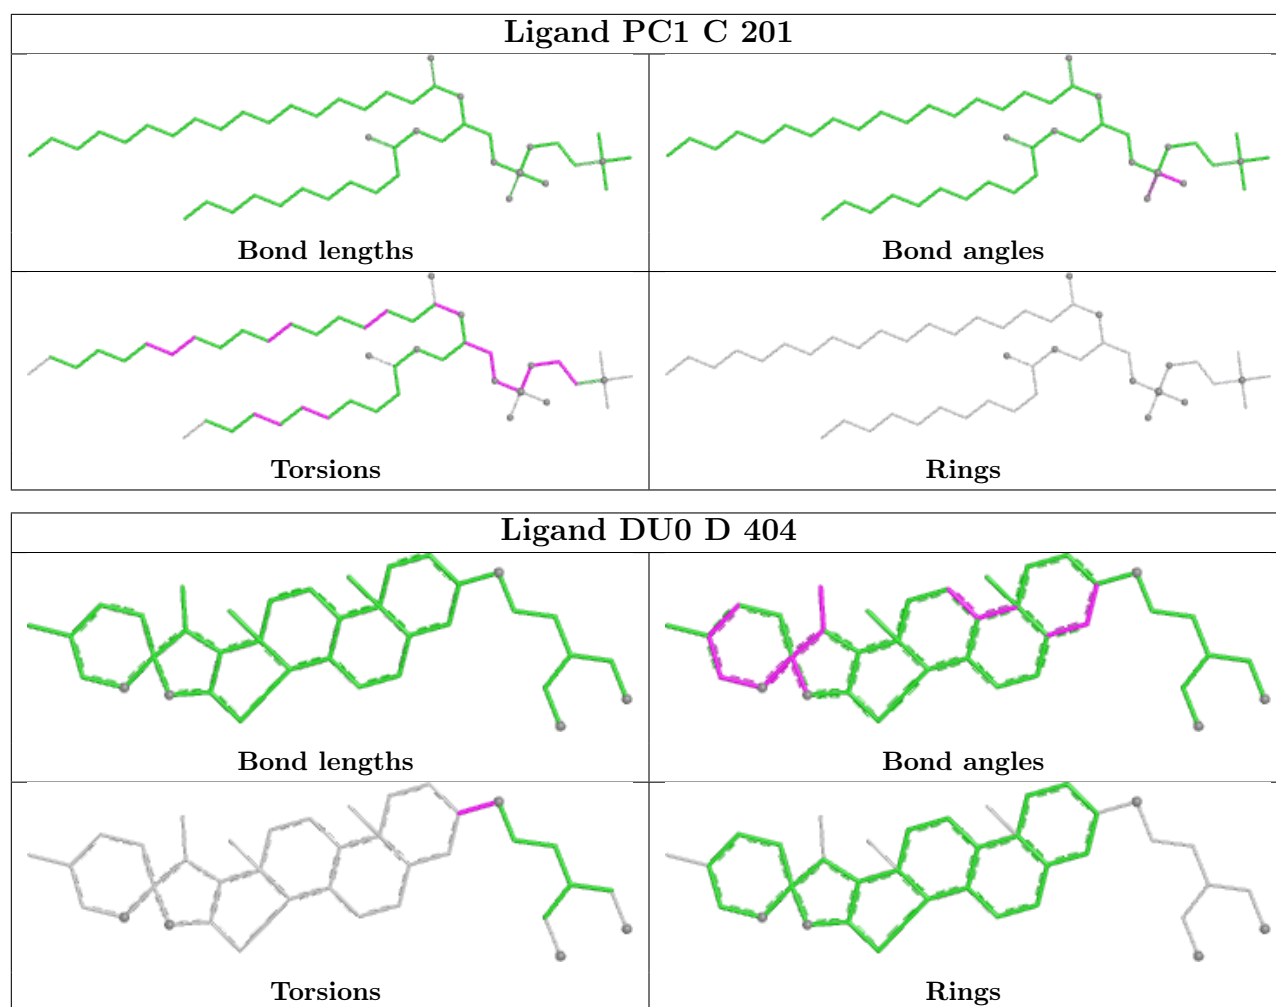 Ligand PC1 C 201
Bond lengths
Bond angles
Torsions
Rings
Ligand DU0 D 404
Bond lengths
Bond angles
Torsions
Rings